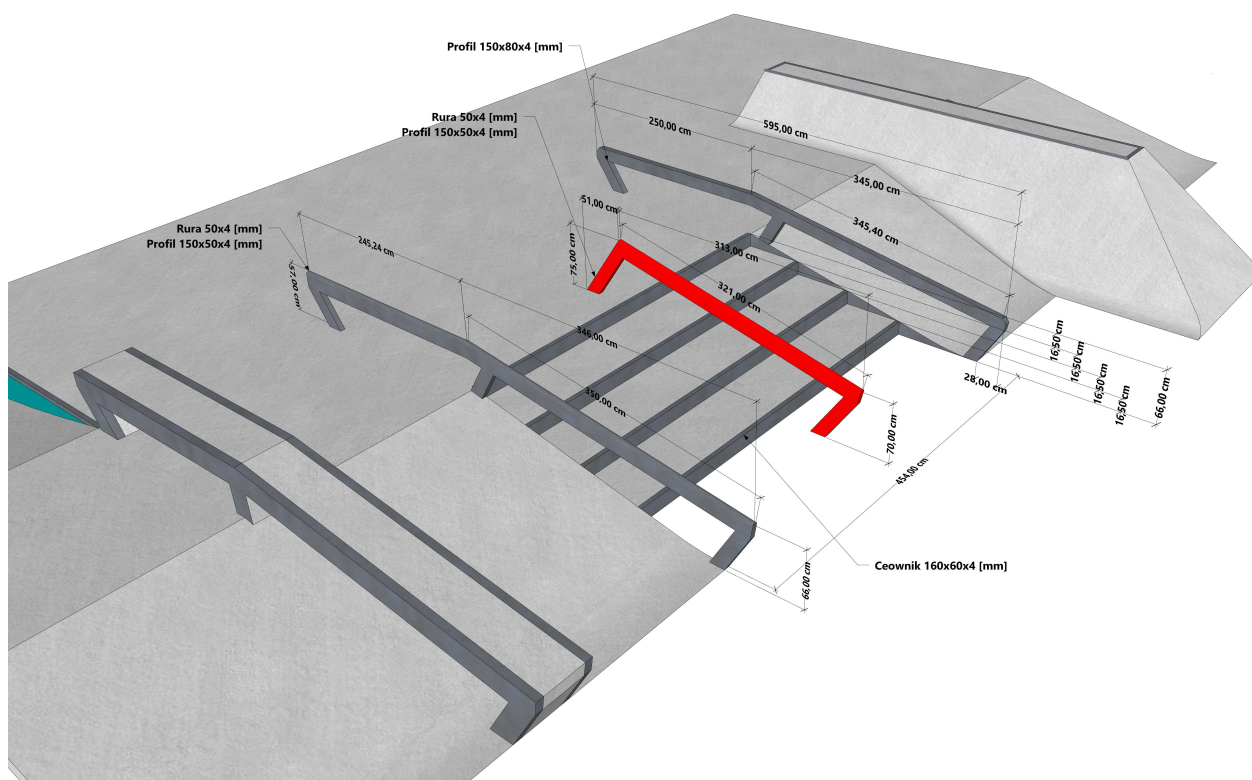 Profil 150x80x4 [mm]
595,00 cm
250,00 cm
Rura 50x4 [mm]
Profil 150x50x4 [mm]
345,00 cm
345,40 cm
51,00 cm
313,00 cm
75,00 cm
321,00 cm
Rura 50x4 [mm]
Profil 150x50x4 [mm]
245,24 cm
57,00 cm
346,00 cm
350,00 cm
16,50 cm
16,50 cm
16,50 cm
16,50 cm
66,00 cm
28,00 cm
70,00 cm
454,00 cm
Ceownik 160x60x4 [mm]
66,00 cm